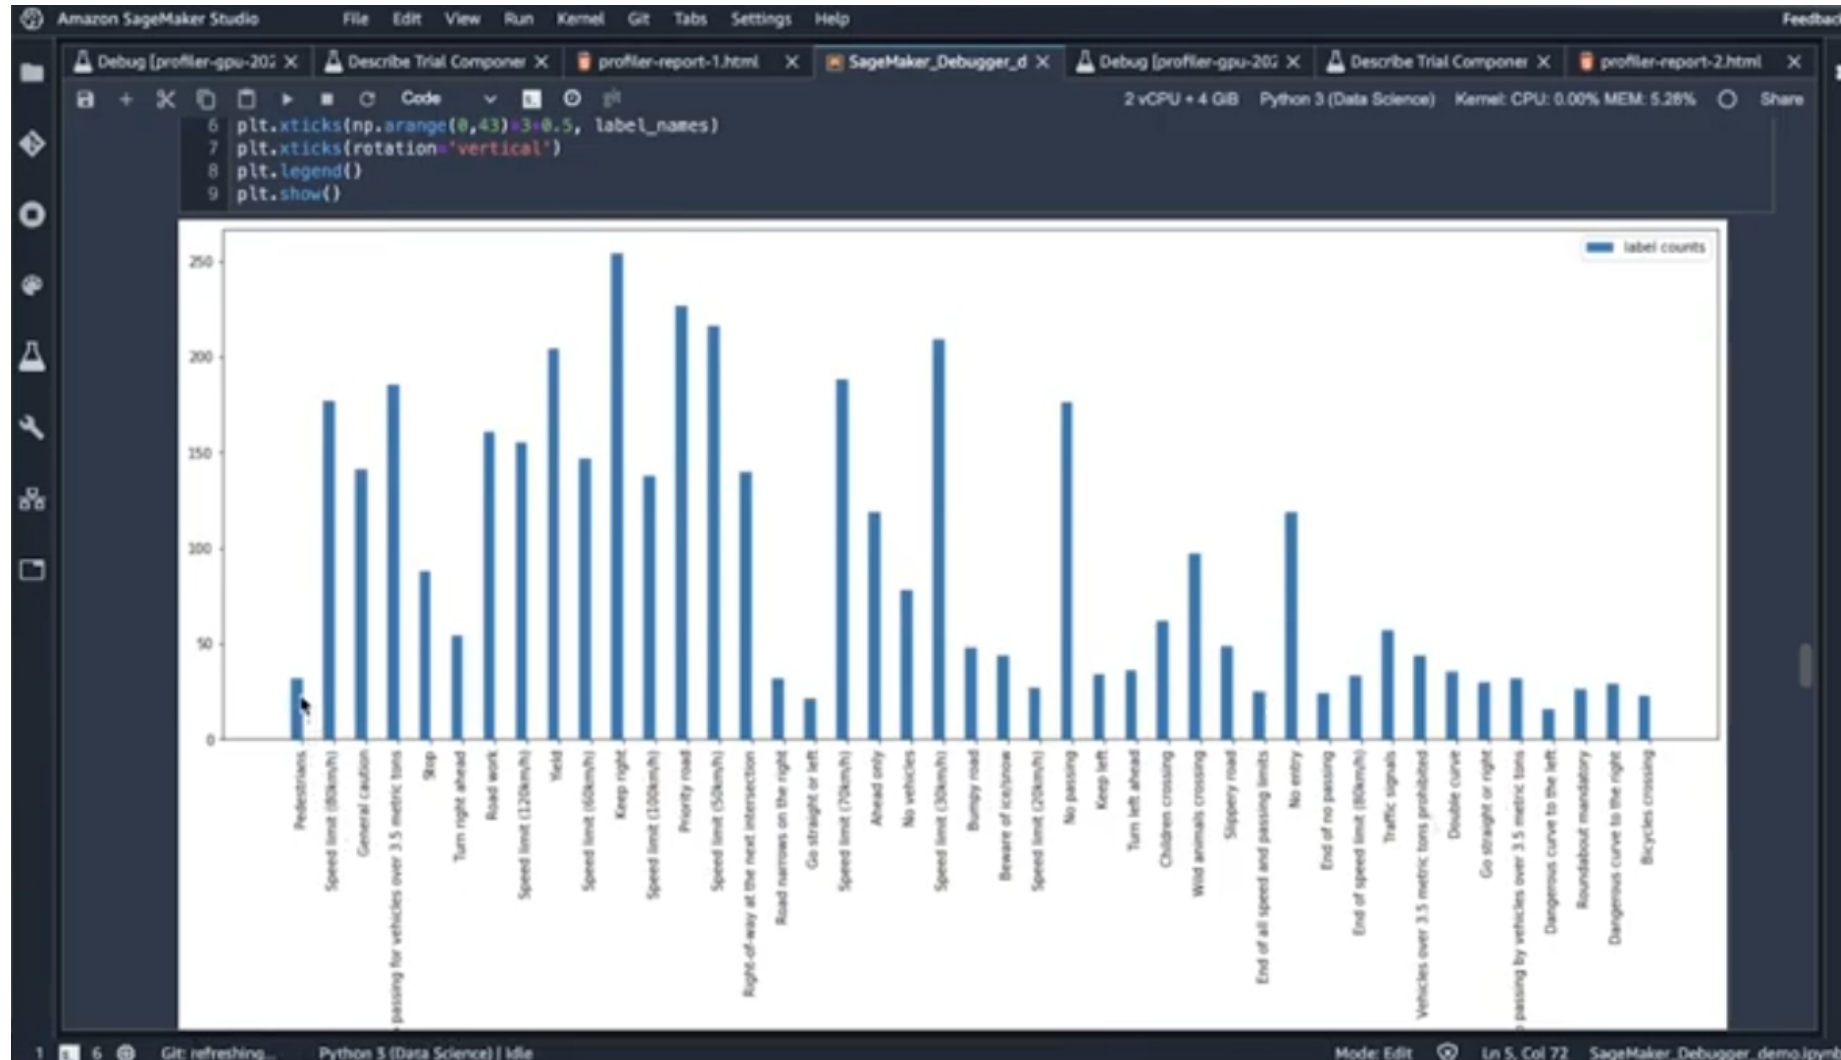 Amazon SageMaker Studio File Edit View Run Kernel Git Tabs Settings Help Feedbac
Debug [profiler-gpu-202 Describe Trial Componer profiler-report-1.html SageMaker_Debugger_d Debug [profiler-gpu-202 Describe Trial Componer profiler-report-2.html
Code git 2 vCPU + 4 GiB Python 3 (Data Science) Kernel: CPU: 0.00% MEM: 5.28% Share
6 plt.xticks(np.arange(0,43)*3+0.5, label_names)
7 plt.xticks(rotation='vertical')
8 plt.legend()
9 plt.show()
label counts
250
200
150
100
50
0
Pedestrians
Speed limit (80km/h)
General caution
passing for vehicles over 3.5 metric tons
Stop
Turn right ahead
Road work
Speed limit (120km/h)
Yield
Speed limit (60km/h)
Keep right
Speed limit (100km/h)
Priority road
Speed limit (50km/h)
Right-of-way at the next intersection
Road narrows on the right
Go straight or left
Speed limit (70km/h)
Ahead only
No vehicles
Speed limit (30km/h)
Bumpy road
Beware of ice/snow
Speed limit (20km/h)
No passing
Keep left
Turn left ahead
Children crossing
Wild animals crossing
Slippery road
End of all speed and passing limits
No entry
End of no passing
End of speed limit (80km/h)
Traffic signals
Vehicles over 3.5 metric tons prohibited
Double curve
Go straight or right
passing by vehicles over 3.5 metric tons
Dangerous curve to the left
Roundabout mandatory
Dangerous curve to the right
Bicycles crossing
1 6 Git: refreshing... Python 3 (Data Science) | Idle Mode: Edit Ln 5, Col 72 SageMaker_Debugger_demo.ipynb